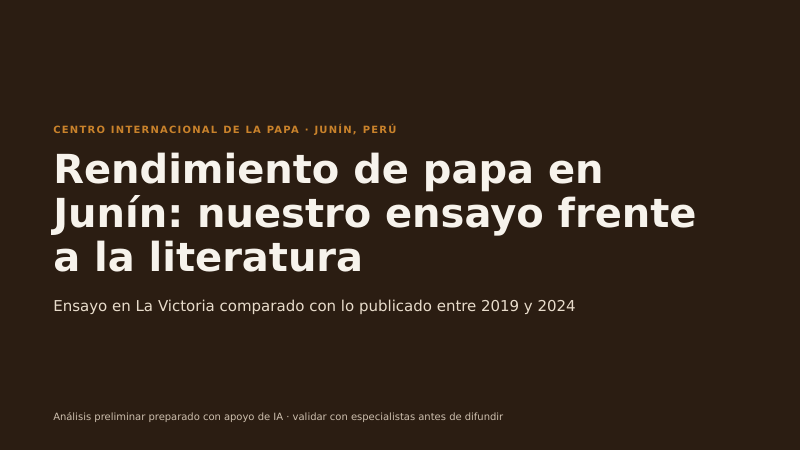 CENTRO INTERNACIONAL DE LA PAPA · JUNÍN, PERÚ
Rendimiento de papa en
Junín: nuestro ensayo frente
a la literatura
Ensayo en La Victoria comparado con lo publicado entre 2019 y 2024
Análisis preliminar preparado con apoyo de IA · validar con especialistas antes de difundir